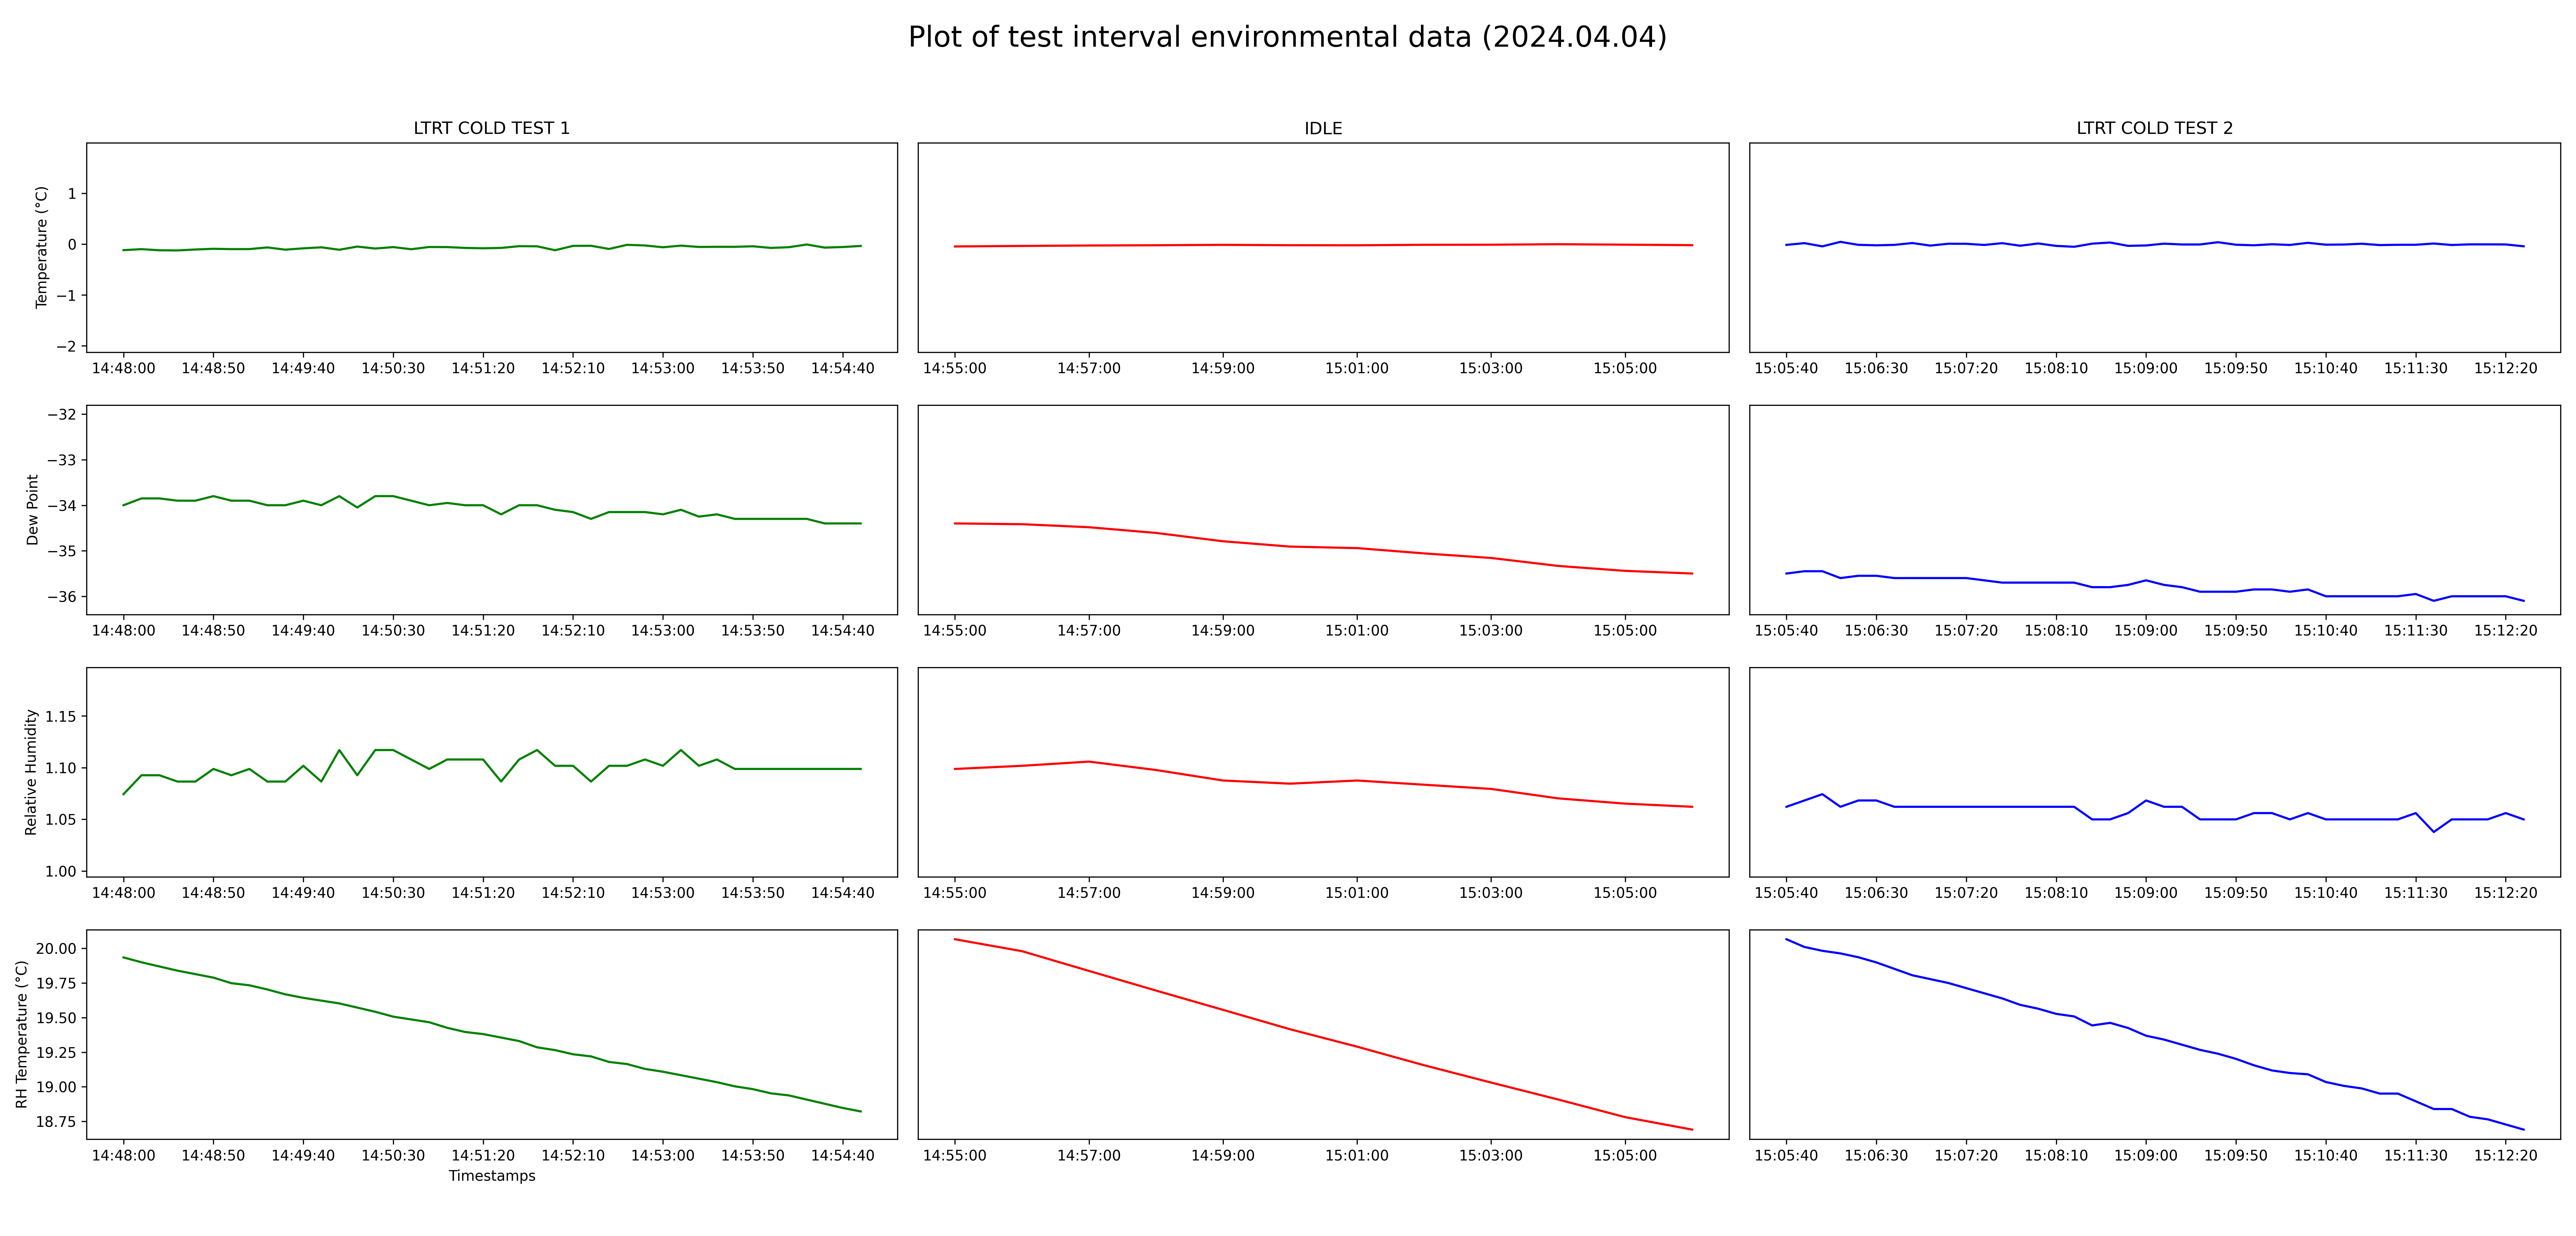 Plot of test interval environmental data (2024.04.04)
LTRT COLD TEST 1 IDLE LTRT COLD TEST 2
Temperature (°C)
1
0
−1
−2
14:48:00 14:48:50 14:49:40 14:50:30 14:51:20 14:52:10 14:53:00 14:53:50 14:54:40 14:55:00 14:57:00 14:59:00 15:01:00 15:03:00 15:05:00 15:05:40 15:06:30 15:07:20 15:08:10 15:09:00 15:09:50 15:10:40 15:11:30 15:12:20
Dew Point
−32
−33
−34
−35
−36
14:48:00 14:48:50 14:49:40 14:50:30 14:51:20 14:52:10 14:53:00 14:53:50 14:54:40 14:55:00 14:57:00 14:59:00 15:01:00 15:03:00 15:05:00 15:05:40 15:06:30 15:07:20 15:08:10 15:09:00 15:09:50 15:10:40 15:11:30 15:12:20
Relative Humidity
1.15
1.10
1.05
1.00
14:48:00 14:48:50 14:49:40 14:50:30 14:51:20 14:52:10 14:53:00 14:53:50 14:54:40 14:55:00 14:57:00 14:59:00 15:01:00 15:03:00 15:05:00 15:05:40 15:06:30 15:07:20 15:08:10 15:09:00 15:09:50 15:10:40 15:11:30 15:12:20
RH Temperature (°C)
20.00
19.75
19.50
19.25
19.00
18.75
14:48:00 14:48:50 14:49:40 14:50:30 14:51:20 14:52:10 14:53:00 14:53:50 14:54:40 14:55:00 14:57:00 14:59:00 15:01:00 15:03:00 15:05:00 15:05:40 15:06:30 15:07:20 15:08:10 15:09:00 15:09:50 15:10:40 15:11:30 15:12:20
Timestamps